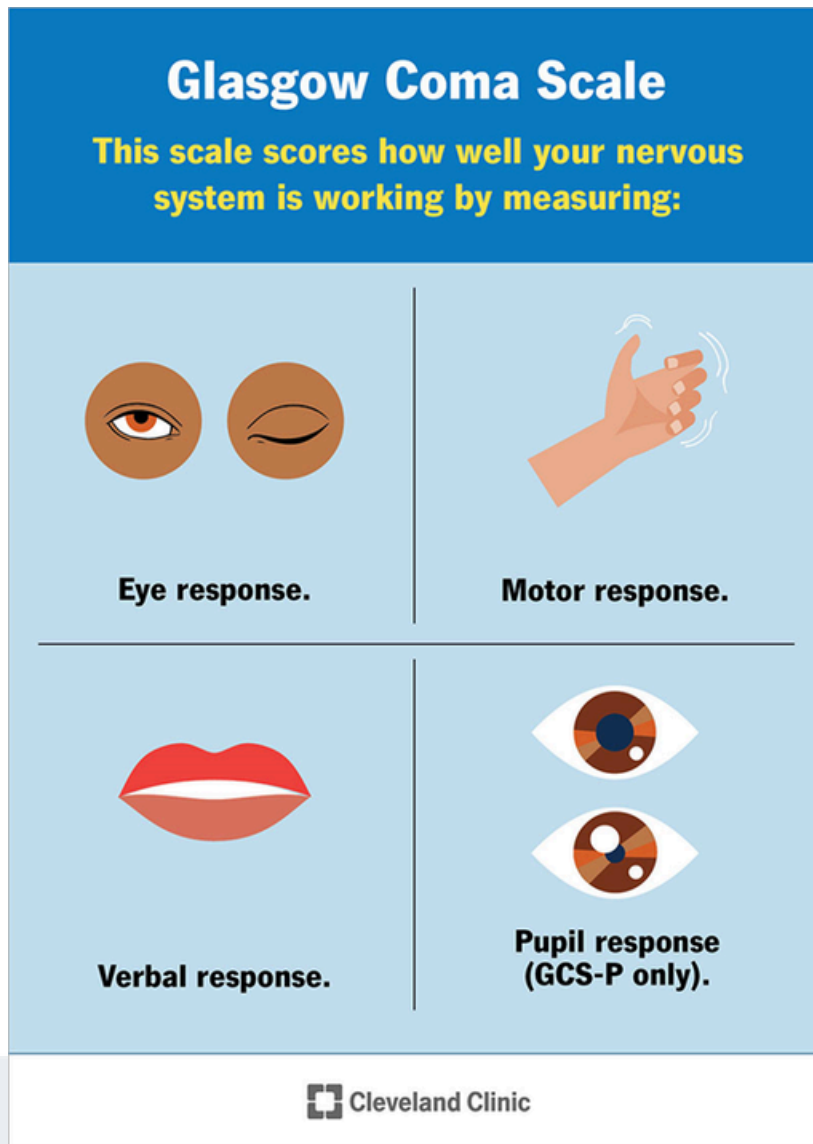 Glasgow Coma Scale
This scale scores how well your nervous
system is working by measuring:
Eye response.
Motor response.
Verbal response.
Pupil response
(GCS-P only).
Cleveland Clinic